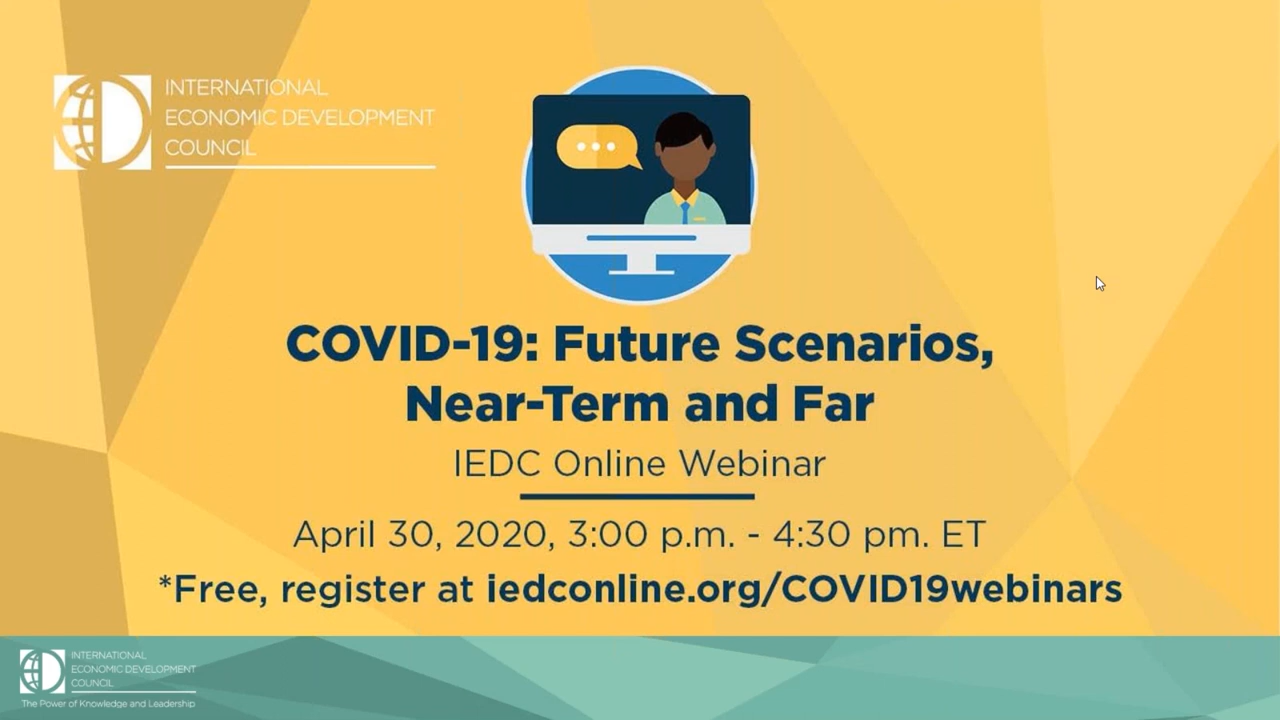 INTERNATIONAL
ECONOMIC DEVELOPMENT
COUNCIL
COVID-19: Future Scenarios,
Near-Term and Far
IEDC Online Webinar
April 30, 2020, 3:00 p.m. - 4:30 pm. ET
*Free, register at iedconline.org/COVID19webinars
INTERNATIONAL
ECONOMIC DEVELOPMENT
COUNCIL
The Power of Knowledge and Leadership